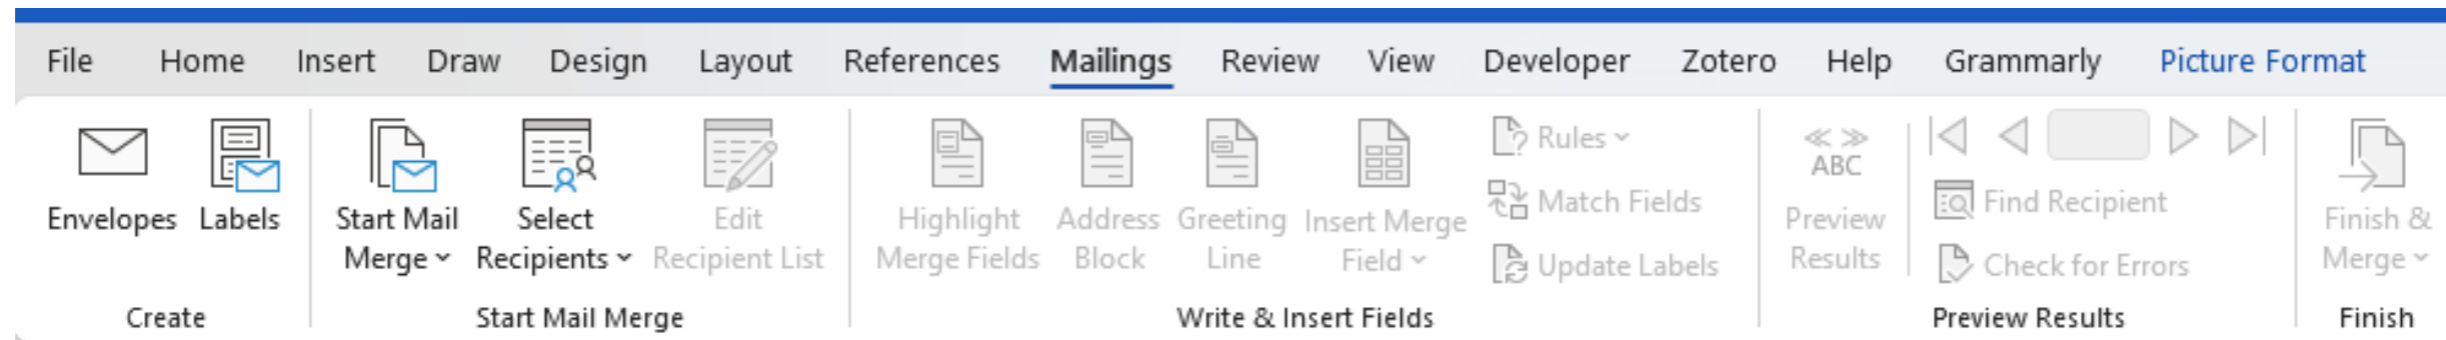 File Home Insert Draw Design Layout References Mailings Review View Developer Zotero Help Grammarly Picture Format
Envelopes
Labels
Create
Start Mail
Merge
Select
Recipients
Edit
Recipient List
Start Mail Merge
Highlight
Merge Fields
Address
Block
Greeting
Line
Insert Merge
Field
Rules
Match Fields
Update Labels
Write & Insert Fields
ABC
Preview
Results
Find Recipient
Check for Errors
Preview Results
Finish &
Merge
Finish